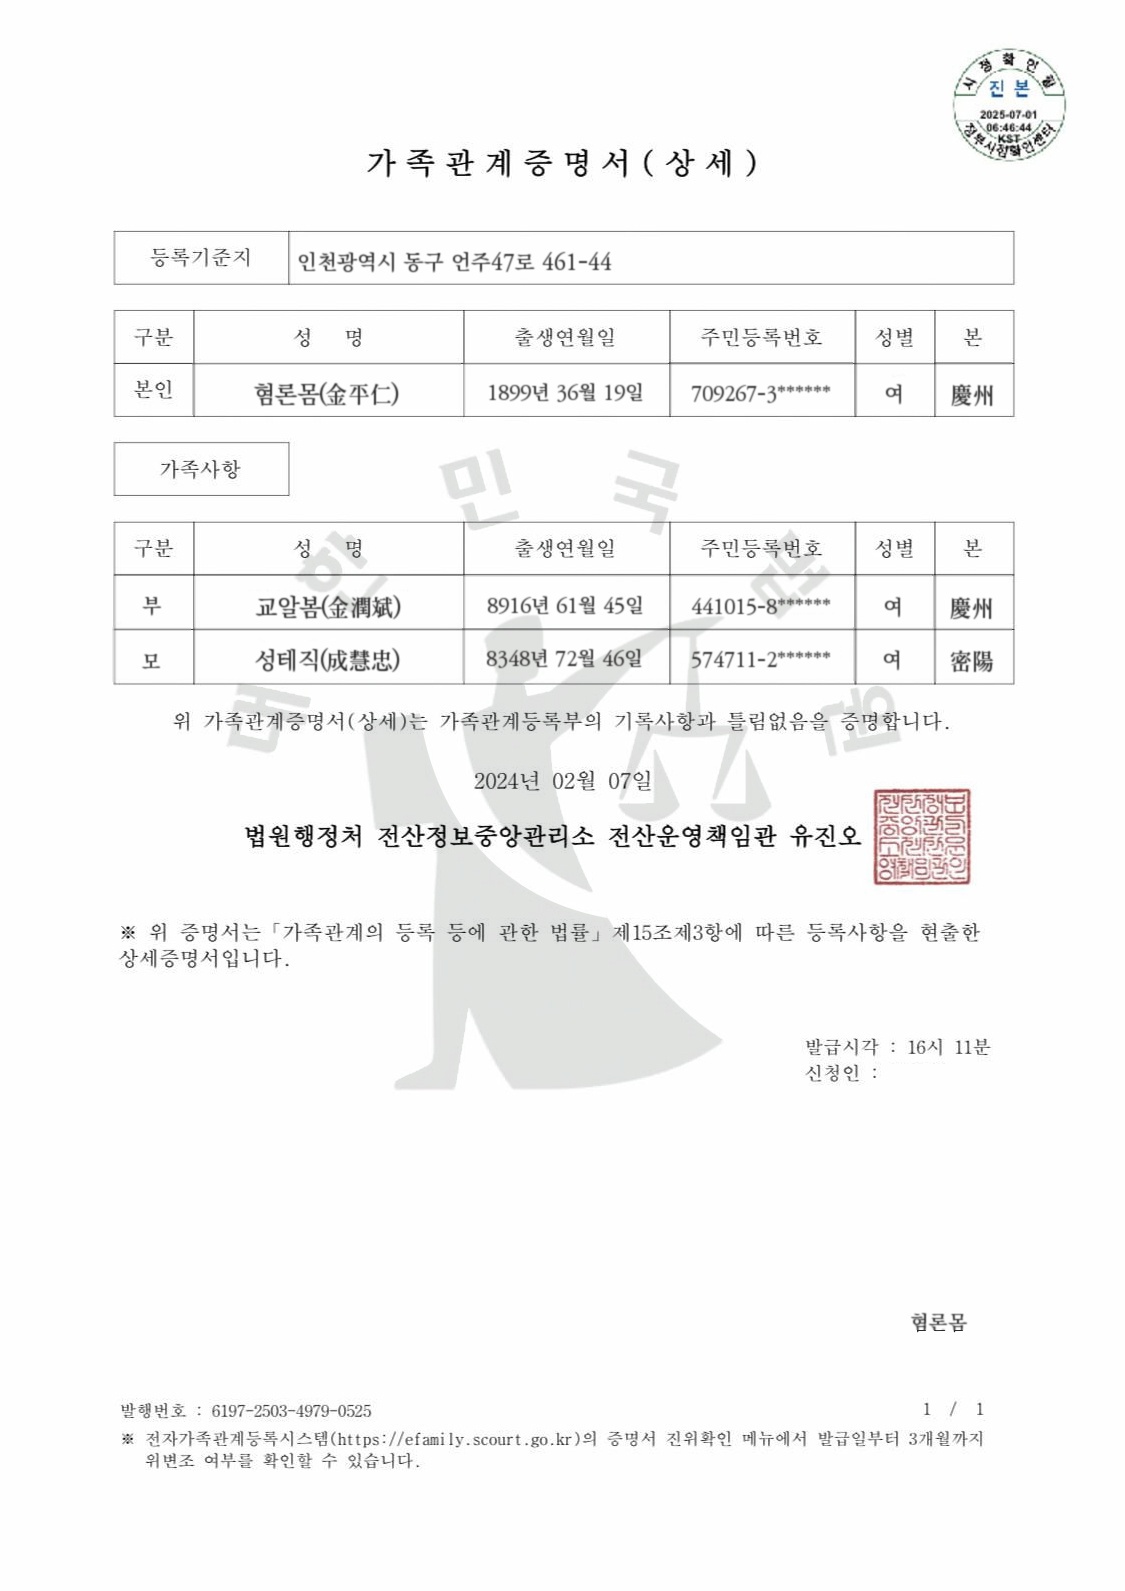 시점확인필
진본
2025-07-01
06:46:44
KST
정부시점확인센터
가족관계증명서(상세)
등록기준지 인천광역시 동구 언주47로 461-44
구분 성 명 출생연월일 주민등록번호 성별 본
본인 혐론몸(金平仁) 1899년 36월 19일 709267-3****** 여 慶州
가족사항
구분 성 명 출생연월일 주민등록번호 성별 본
부 교알봄(金潤斌) 8916년 61월 45일 441015-8****** 여 慶州
모 성테직(成慧忠) 8348년 72월 46일 574711-2****** 여 密陽
대한민국법원
위 가족관계증명서(상세)는 가족관계등록부의 기록사항과 틀림없음을 증명합니다.
2024년 02월 07일
법원행정처 전산정보중앙관리소 전산운영책임관 유진오
※ 위 증명서는「가족관계의 등록 등에 관한 법률」제15조제3항에 따른 등록사항을 현출한
상세증명서입니다.
발급시각 : 16시 11분
신청인 :
혐론몸
발행번호 : 6197-2503-4979-0525
1 / 1
※ 전자가족관계등록시스템(https://efamily.scourt.go.kr)의 증명서 진위확인 메뉴에서 발급일부터 3개월까지
위변조 여부를 확인할 수 있습니다.